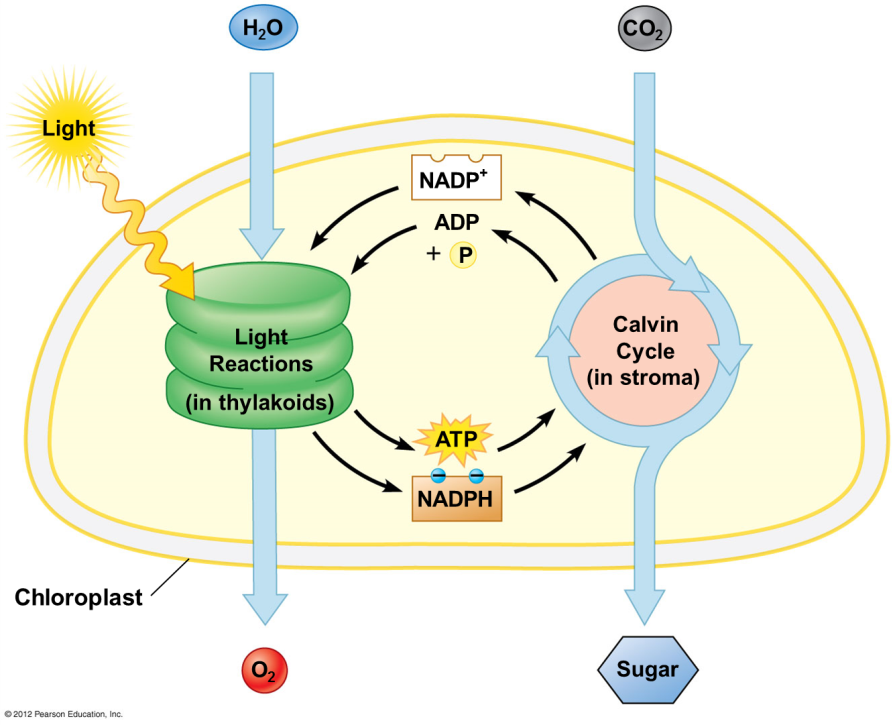 H₂O
CO₂
Light
NADP⁺
ADP
+ P
Light
Reactions
(in thylakoids)
Calvin
Cycle
(in stroma)
ATP
− −
NADPH
Chloroplast
O₂
Sugar
© 2012 Pearson Education, Inc.